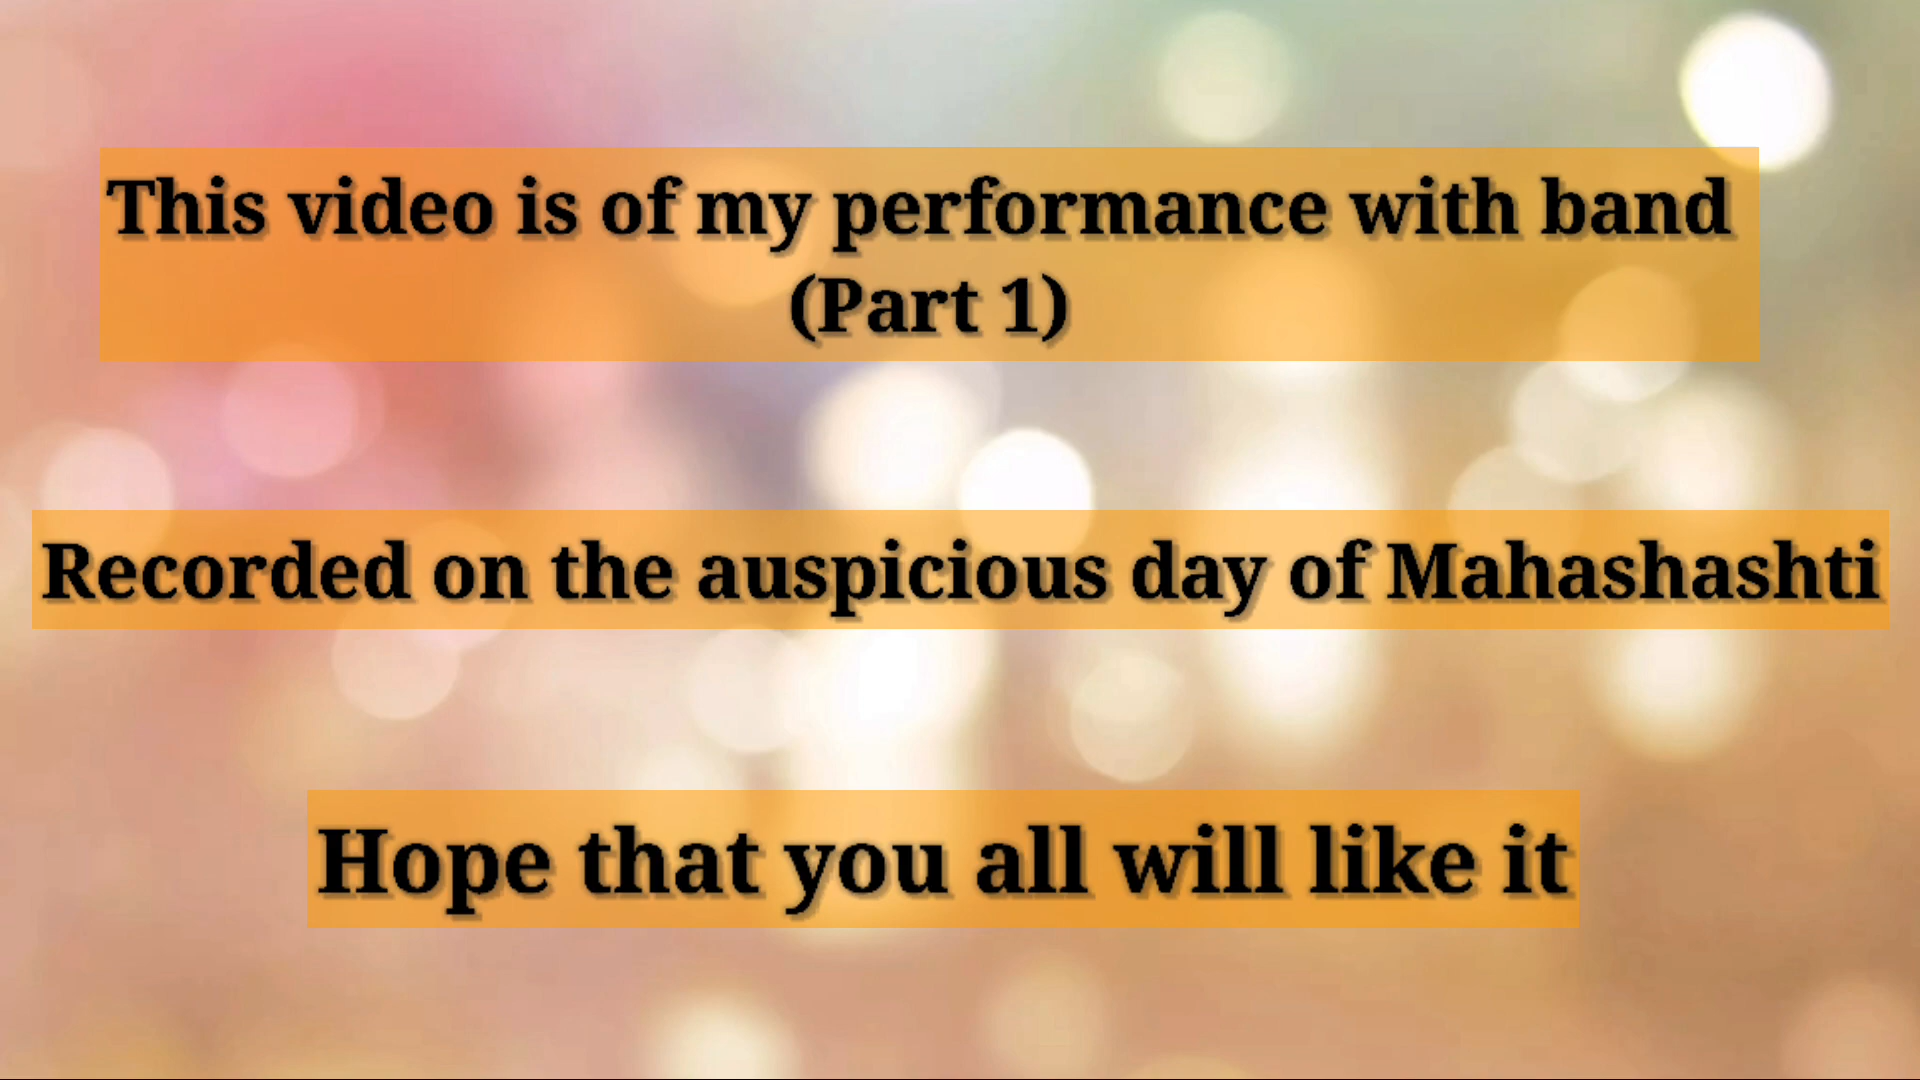 This video is of my performance with band
(Part 1)
Recorded on the auspicious day of Mahashashti
Hope that you all will like it